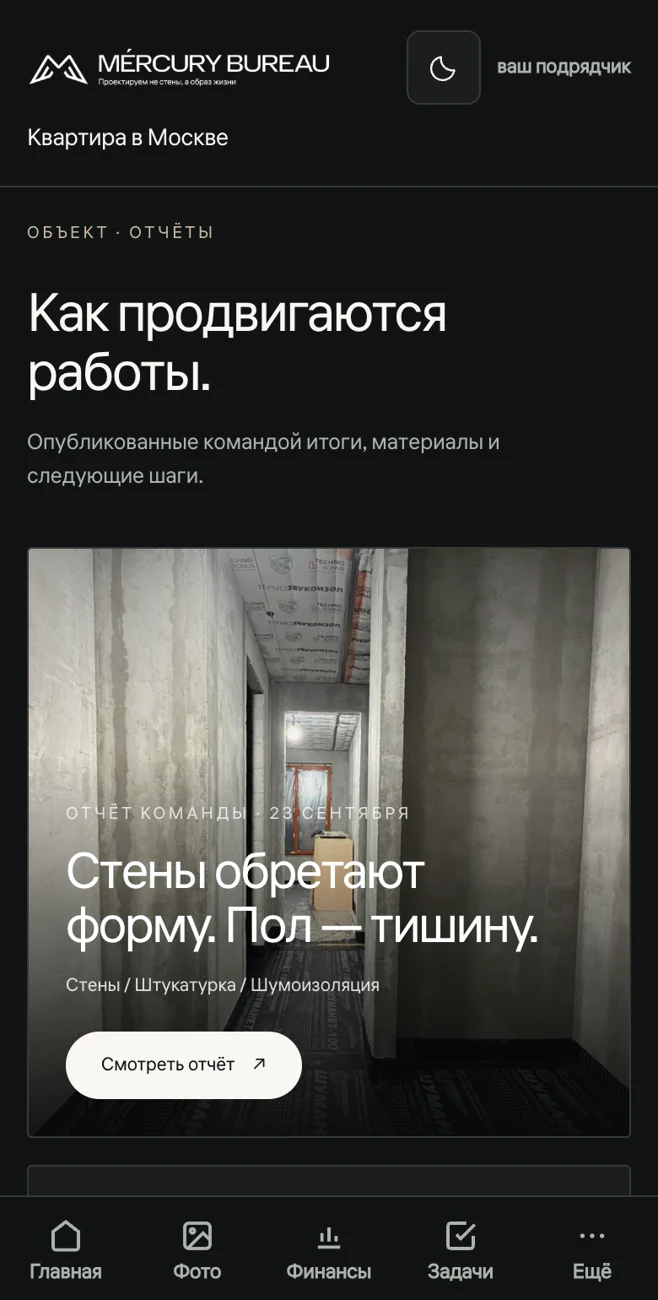 MÉRCURY BUREAU
Проектируем не стены, а образ жизни
ваш подрядчик
Квартира в Москве
ОБЪЕКТ · ОТЧЁТЫ
Как продвигаются
работы.
Опубликованные командой итоги, материалы и
следующие шаги.
ОТЧЁТ КОМАНДЫ · 23 СЕНТЯБРЯ
Стены обретают
форму. Пол — тишину.
Стены / Штукатурка / Шумоизоляция
Смотреть отчёт
Главная
Фото
Финансы
Задачи
Ещё